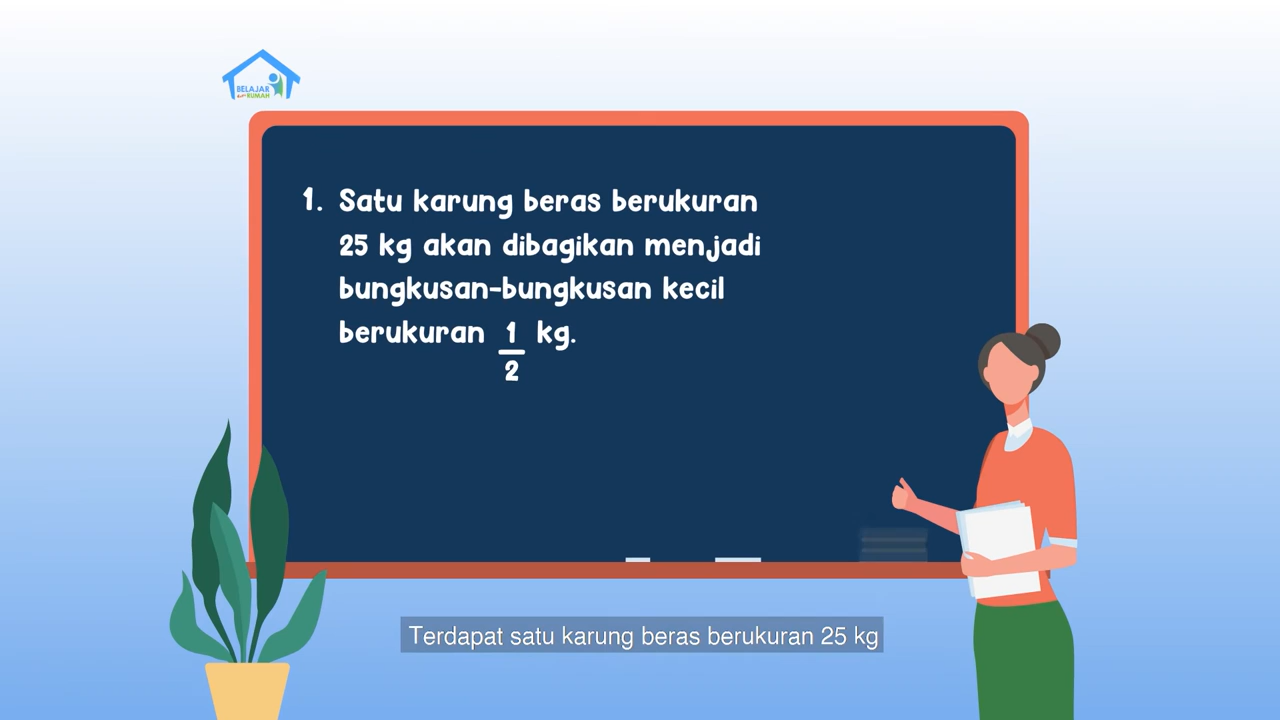 BELAJAR
dari RUMAH
1. Satu karung beras berukuran
25 kg akan dibagikan menjadi
bungkusan-bungkusan kecil
berukuran 1/2 kg.
Terdapat satu karung beras berukuran 25 kg